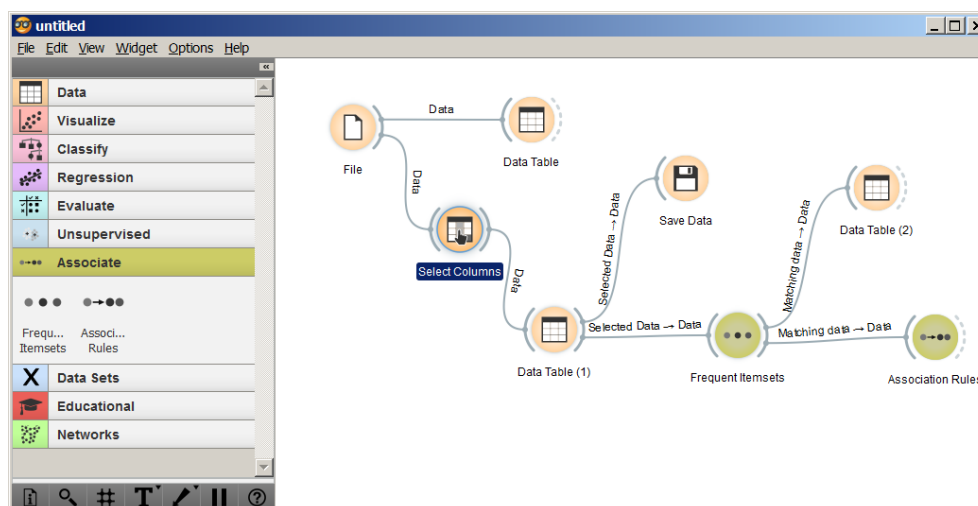 untitled
File Edit View Widget Options Help
Data
Visualize
Classify
Regression
Evaluate
Unsupervised
Associate
Frequ... Associ...
Itemsets Rules
Data Sets
Educational
Networks
File
Data
Data Table
Data
Select Columns
Data
Data Table (1)
Selected Data → Data
Save Data
Selected Data → Data
Frequent Itemsets
Matching data → Data
Data Table (2)
Matching data → Data
Association Rules